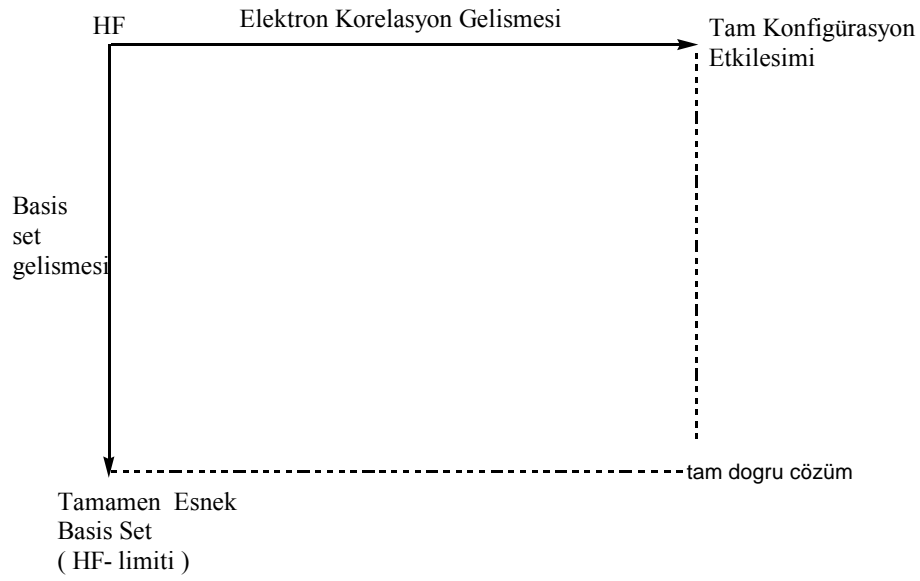 HF
Elektron Korelasyon Gelismesi
Tam Konfigürasyon
Etkilesimi
Basis
set
gelismesi
tam dogru cözüm
Tamamen Esnek
Basis Set
( HF- limiti )